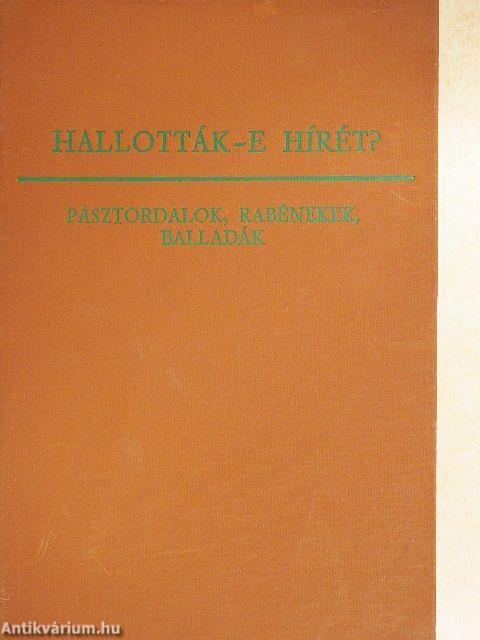 HALLOTTÁK-E HÍRÉT?
PÁSZTORDALOK, RABÉNEKEK,
BALLADÁK
Antikvárium.hu